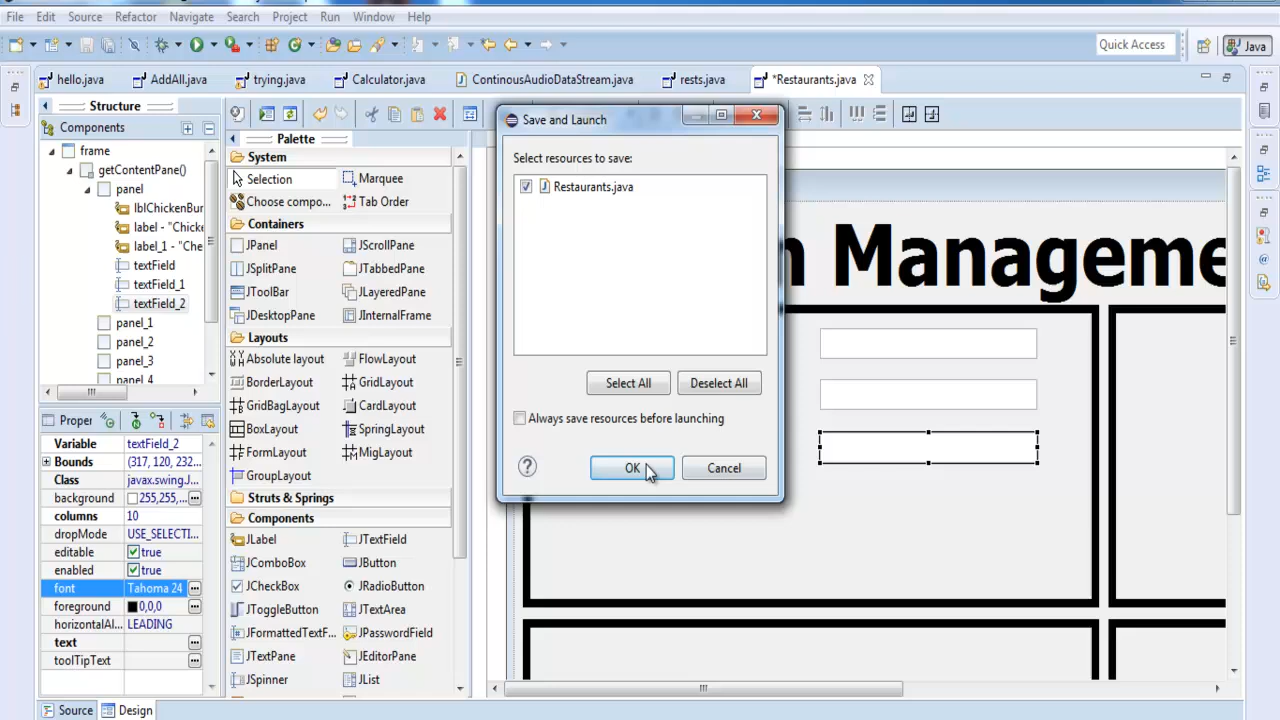 File Edit Source Refactor Navigate Search Project Run Window Help
Quick Access
Java
hello.java
AddAll.java
trying.java
Calculator.java
ContinousAudioDataStream.java
rests.java
*Restaurants.java
Structure
Components
frame
getContentPane()
panel
lblChickenBur
label - "Chicke
label_1 - "Che
textField
textField_1
textField_2
panel_1
panel_2
panel_3
panel_4
Proper
Variable textField_2
Bounds (317, 120, 232...
Class javax.swing.J...
background 255,255,...
columns 10
dropMode USE_SELECTI...
editable true
enabled true
font Tahoma 24
foreground 0,0,0
horizontalAl... LEADING
text
toolTipText
Source Design
Palette
System
Selection Marquee
Choose compo... Tab Order
Containers
JPanel JScrollPane
JSplitPane JTabbedPane
JToolBar JLayeredPane
JDesktopPane JInternalFrame
Layouts
Absolute layout FlowLayout
BorderLayout GridLayout
GridBagLayout CardLayout
BoxLayout SpringLayout
FormLayout MigLayout
GroupLayout
Struts & Springs
Components
JLabel JTextField
JComboBox JButton
JCheckBox JRadioButton
JToggleButton JTextArea
JFormattedTextF... JPasswordField
JTextPane JEditorPane
JSpinner JList
Save and Launch
Select resources to save:
Restaurants.java
Select All Deselect All
Always save resources before launching
OK Cancel
n Manageme